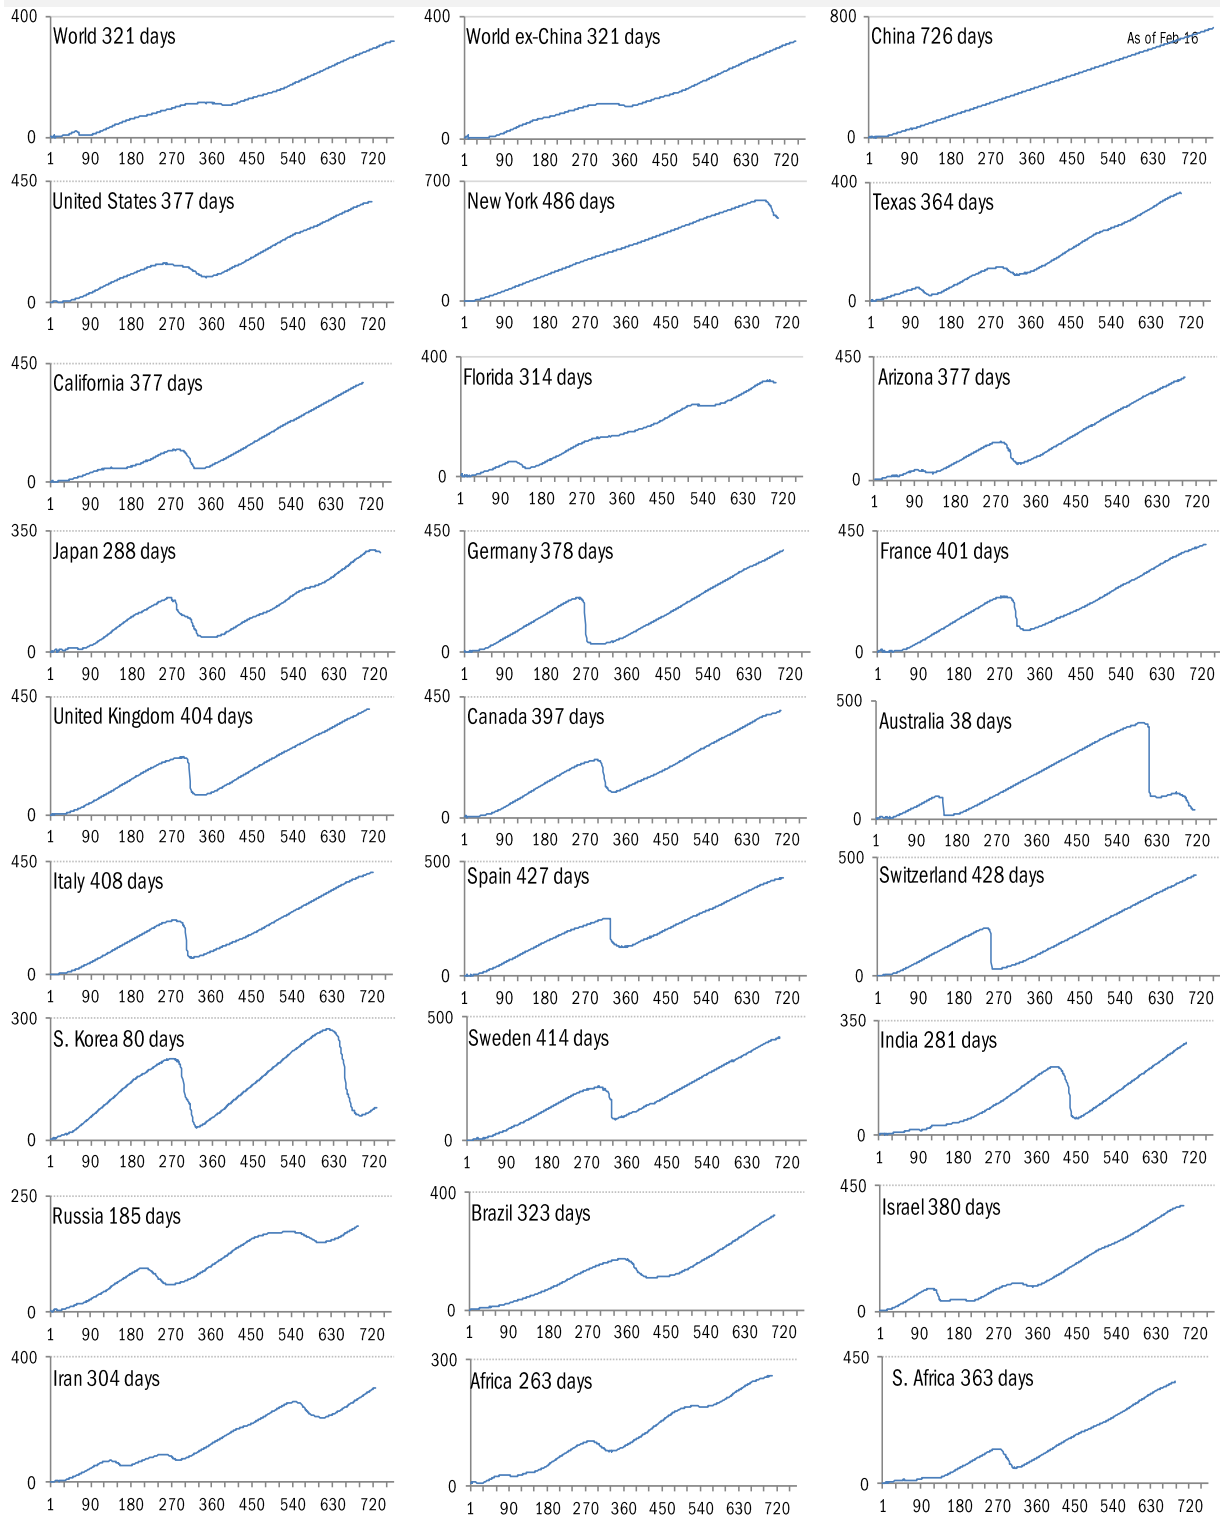 400 400 800
World 321 days World ex-China 321 days China 726 days As of Feb 16
0 0 0
1 90 180 270 360 450 540 630 720 1 90 180 270 360 450 540 630 720 1 90 180 270 360 450 540 630 720
450 700 400
United States 377 days New York 486 days Texas 364 days
0 0 0
1 90 180 270 360 450 540 630 720 1 90 180 270 360 450 540 630 720 1 90 180 270 360 450 540 630 720
450 400 450
California 377 days Florida 314 days Arizona 377 days
0 0 0
1 90 180 270 360 450 540 630 720 1 90 180 270 360 450 540 630 720 1 90 180 270 360 450 540 630 720
350 450 450
Japan 288 days Germany 378 days France 401 days
0 0 0
1 90 180 270 360 450 540 630 720 1 90 180 270 360 450 540 630 720 1 90 180 270 360 450 540 630 720
450 450 500
United Kingdom 404 days Canada 397 days Australia 38 days
0 0 0
1 90 180 270 360 450 540 630 720 1 90 180 270 360 450 540 630 720 1 90 180 270 360 450 540 630 720
450 500 500
Italy 408 days Spain 427 days Switzerland 428 days
0 0 0
1 90 180 270 360 450 540 630 720 1 90 180 270 360 450 540 630 720 1 90 180 270 360 450 540 630 720
300 500 350
S. Korea 80 days Sweden 414 days India 281 days
0 0 0
1 90 180 270 360 450 540 630 720 1 90 180 270 360 450 540 630 720 1 90 180 270 360 450 540 630 720
250 400 450
Russia 185 days Brazil 323 days Israel 380 days
0 0 0
1 90 180 270 360 450 540 630 720 1 90 180 270 360 450 540 630 720 1 90 180 270 360 450 540 630 720
400 300 450
Iran 304 days Africa 263 days S. Africa 363 days
0 0 0
1 90 180 270 360 450 540 630 720 1 90 180 270 360 450 540 630 720 1 90 180 270 360 450 540 630 720